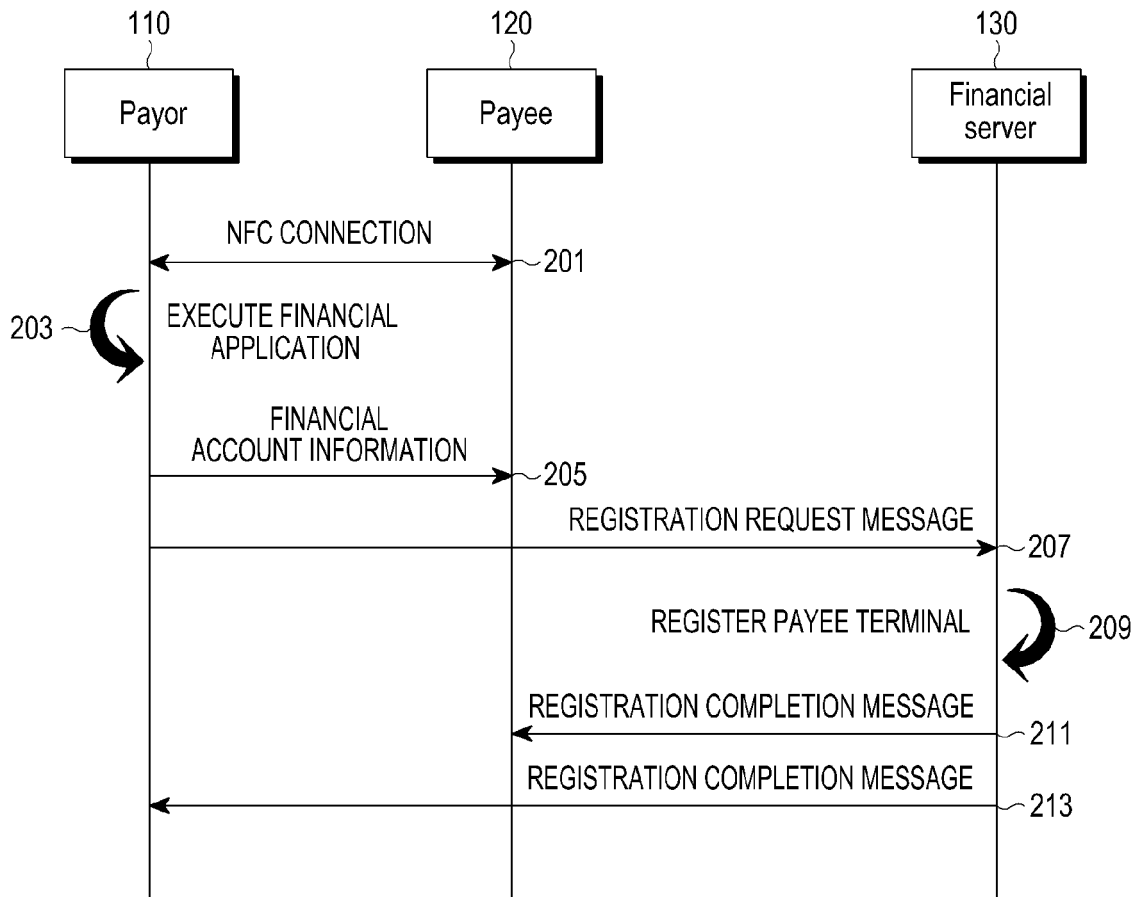 110
120
130
Payor
Payee
Financial
server
NFC CONNECTION
201
203
EXECUTE FINANCIAL
APPLICATION
FINANCIAL
ACCOUNT INFORMATION
205
REGISTRATION REQUEST MESSAGE
207
REGISTER PAYEE TERMINAL
209
REGISTRATION COMPLETION MESSAGE
211
REGISTRATION COMPLETION MESSAGE
213